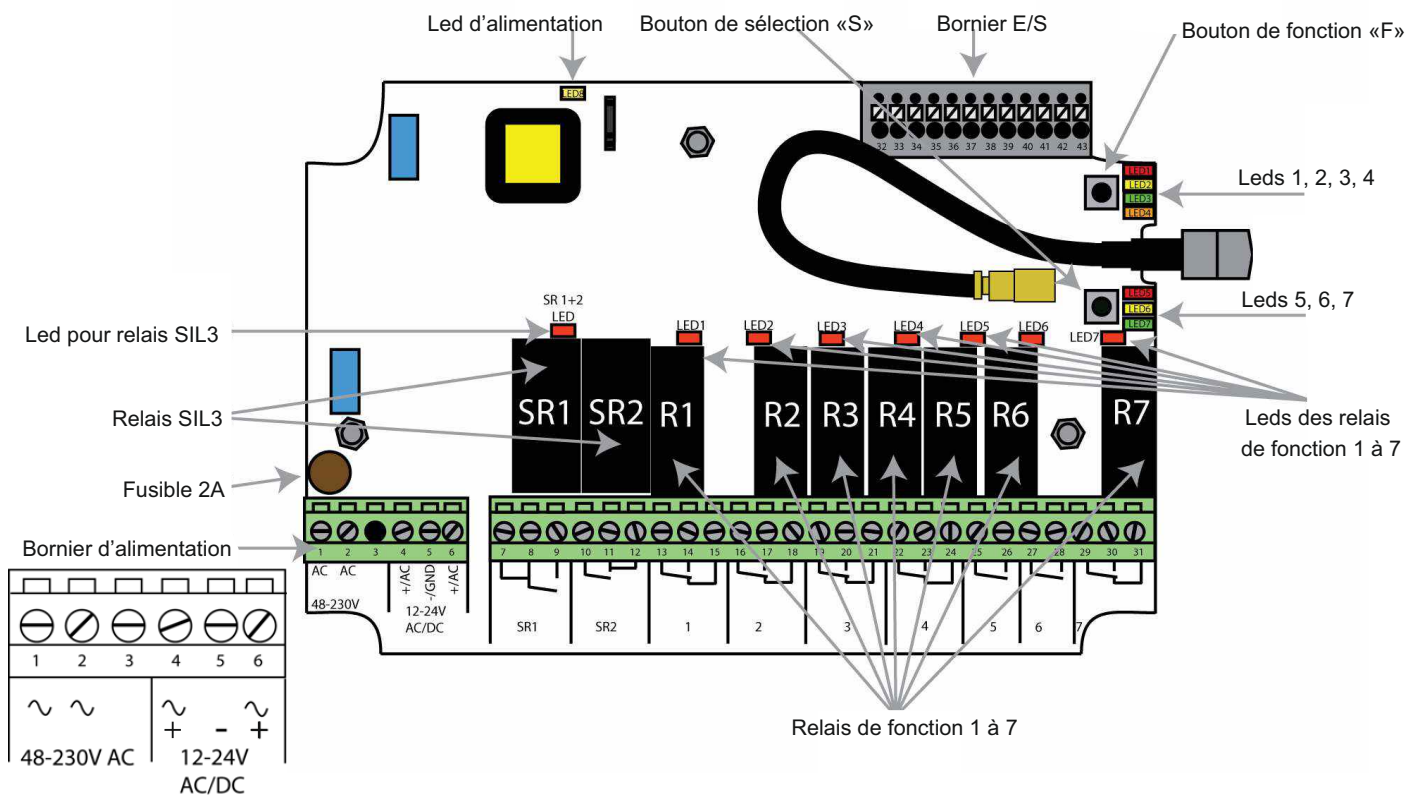 Led d'alimentation
Bouton de sélection «S»
Bornier E/S
Bouton de fonction «F»
LED8
32 33 34 35 36 37 38 39 40 41 42 43
LED1
LED2
LED3
LED4
Leds 1, 2, 3, 4
LED5
LED6
LED7
Leds 5, 6, 7
Led pour relais SIL3
SR 1+2
LED
LED1
LED2
LED3
LED4
LED5
LED6
LED7
Relais SIL3
SR1
SR2
R1
R2
R3
R4
R5
R6
R7
Leds des relais
de fonction 1 à 7
Fusible 2A
Bornier d'alimentation
1 2 3 4 5 6
7 8 9 10 11 12 13 14 15 16 17 18 19 20 21 22 23 24 25 26 27 28 29 30 31
AC AC
+/AC
-/GND
+/AC
48-230V
12-24V
AC/DC
SR1
SR2
1
2
3
4
5
6
7
1 2 3 4 5 6
+ - +
48-230V AC
12-24V
AC/DC
Relais de fonction 1 à 7